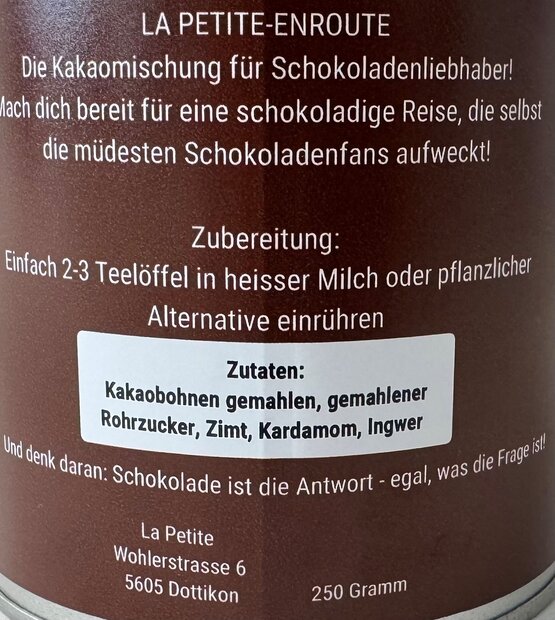 LA PETITE-ENROUTE
Die Kakaomischung für Schokoladenliebhaber!
Mach dich bereit für eine schokoladige Reise, die selbst
die müdesten Schokoladenfans aufweckt!
Zubereitung:
Einfach 2-3 Teelöffel in heisser Milch oder pflanzlicher
Alternative einrühren
Zutaten:
Kakaobohnen gemahlen, gemahlener
Rohrzucker, Zimt, Kardamom, Ingwer
Und denk daran: Schokolade ist die Antwort - egal, was die Frage ist!
La Petite
Wohlerstrasse 6
5605 Dottikon
250 Gramm